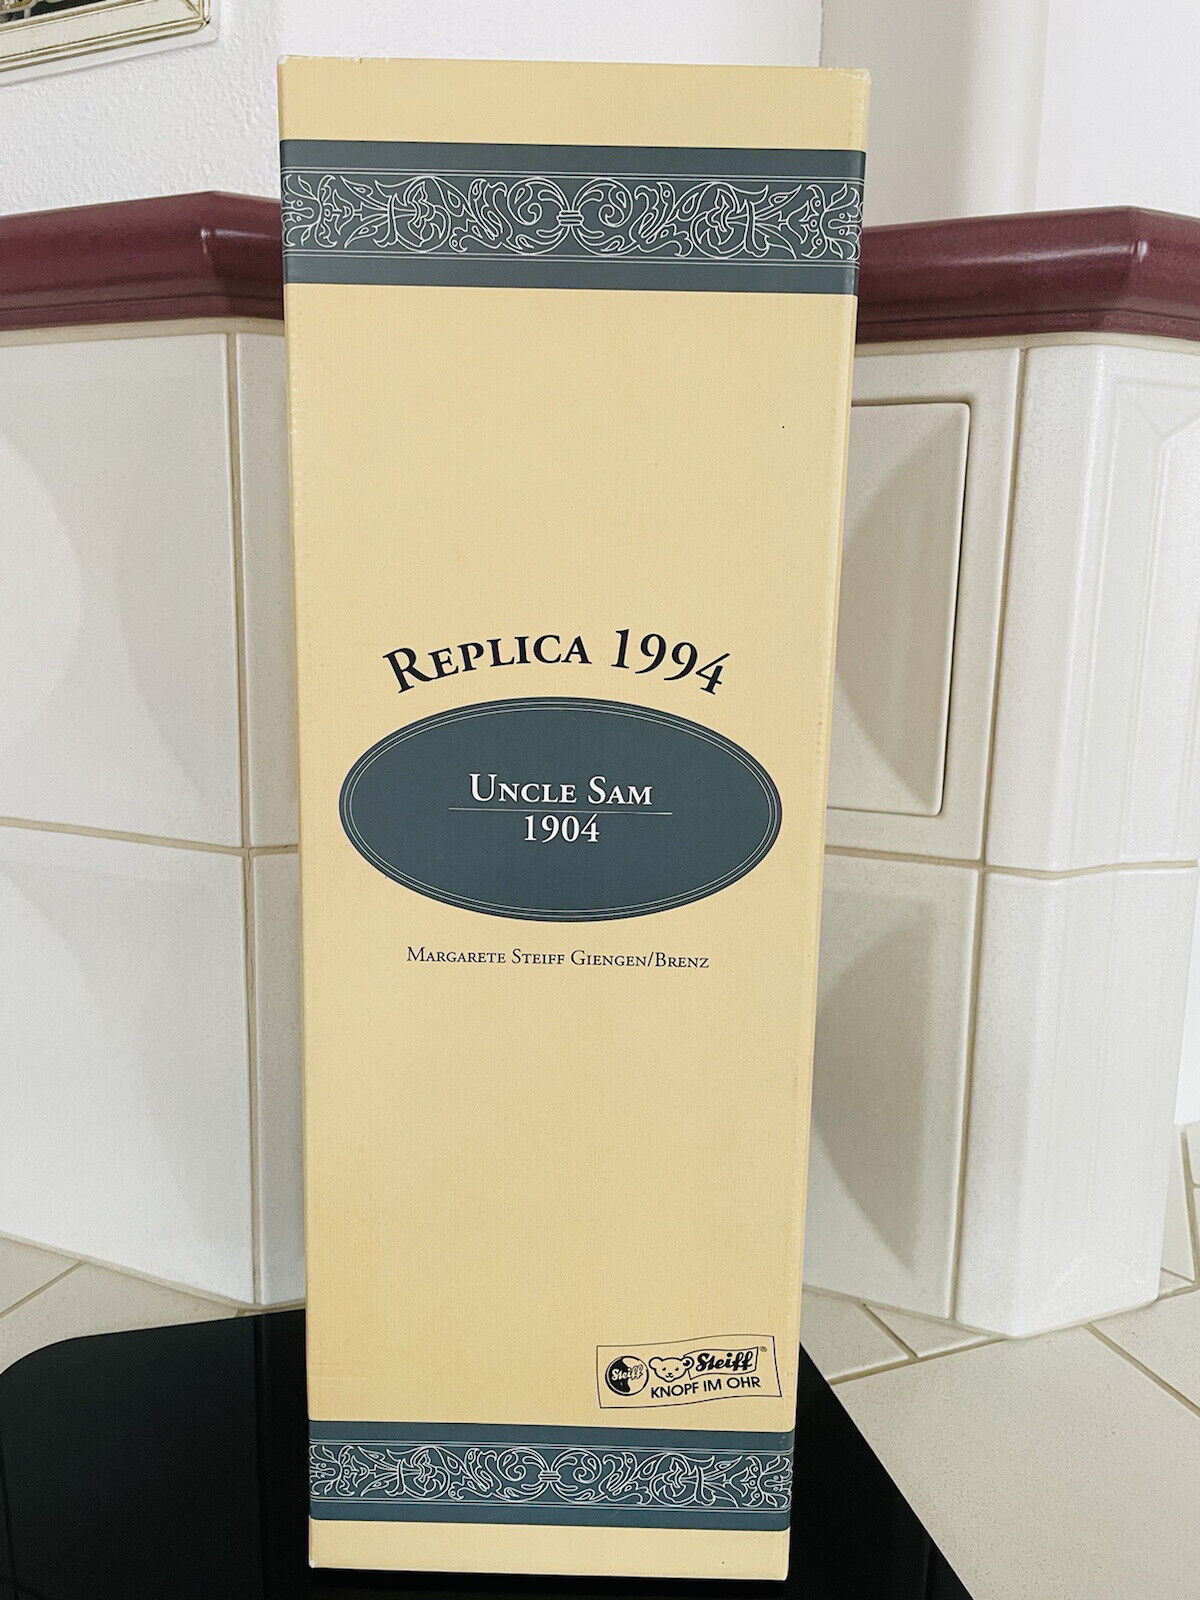 REPLICA 1994
UNCLE SAM
1904
MARGARETE STEIFF GIENGEN/BRENZ
Steiff Steiff®
KNOPF IM OHR